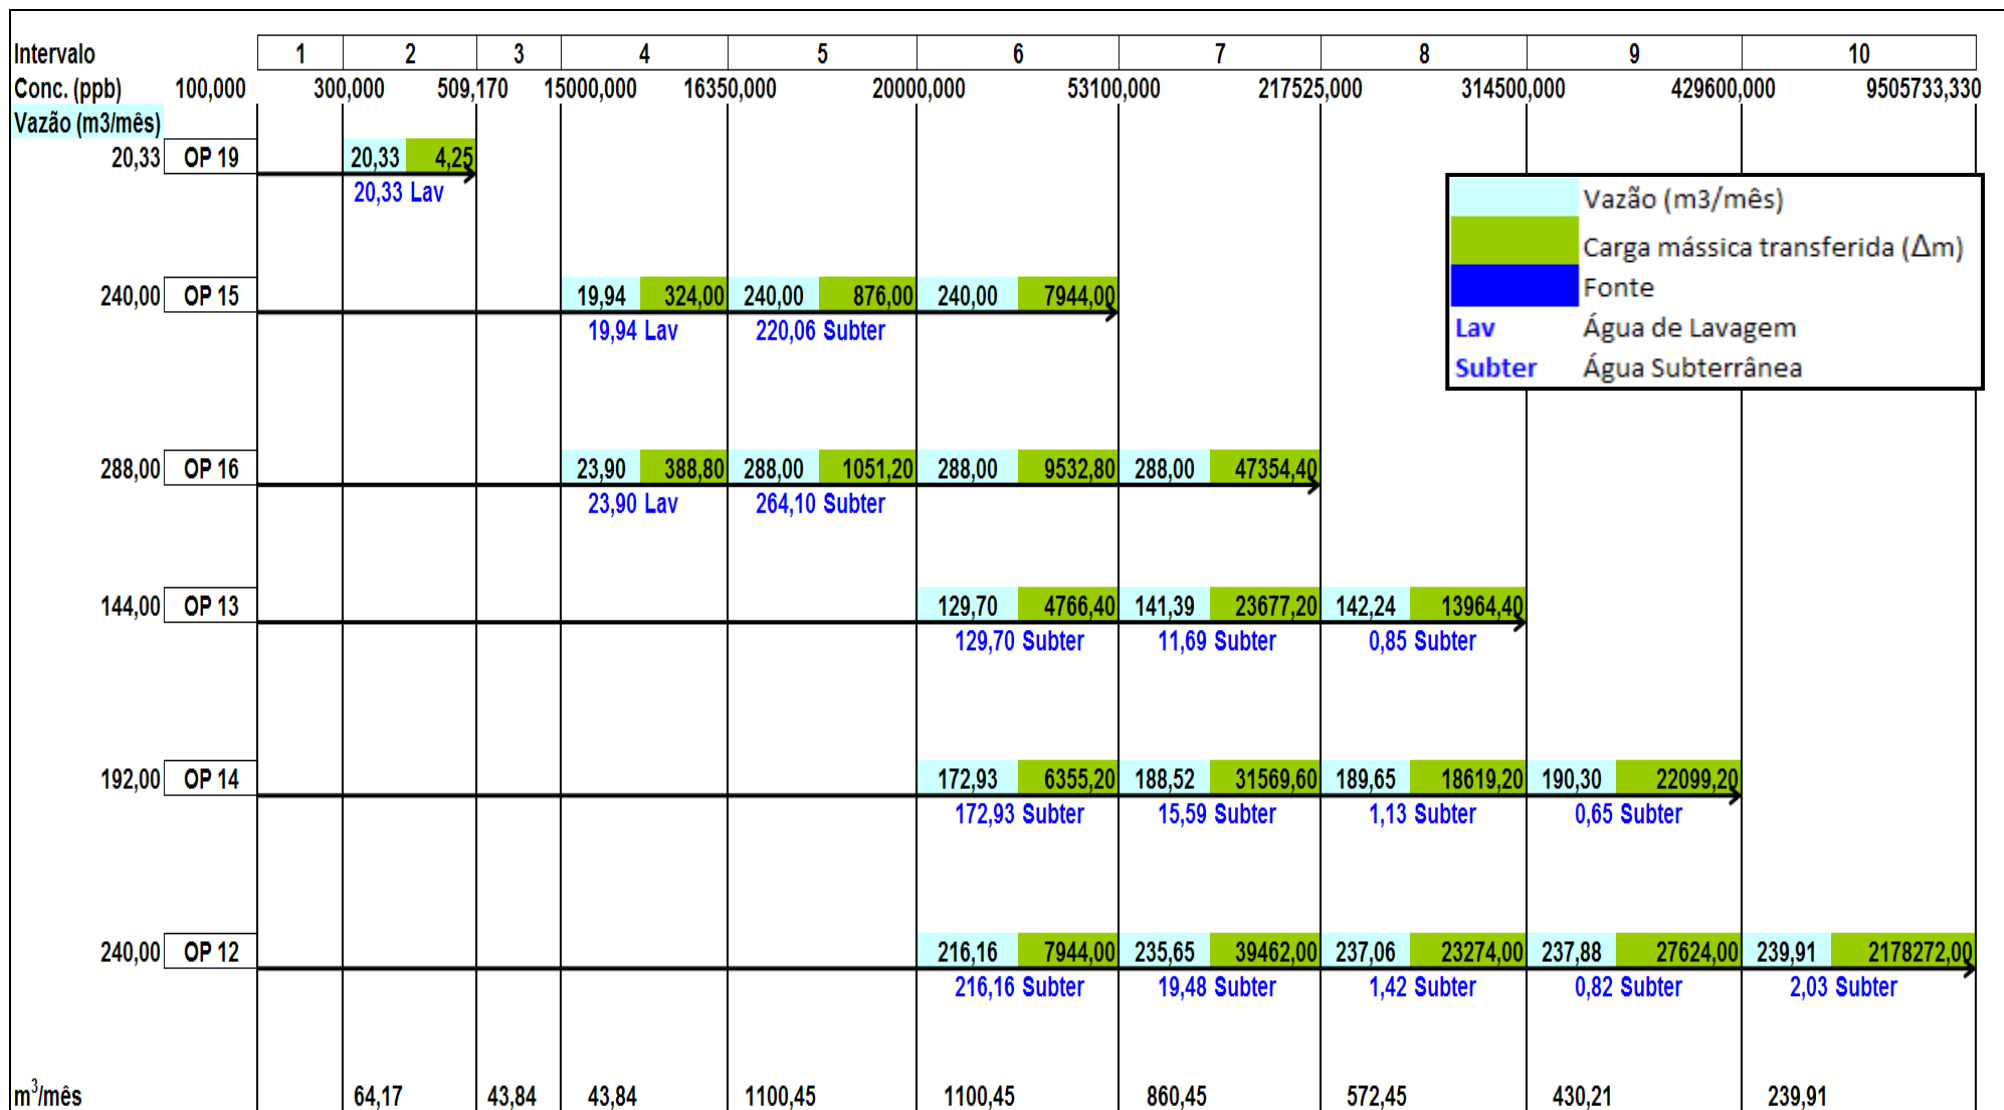 Intervalo 1 2 3 4 5 6 7 8 9 10
Conc. (ppb) 100,000 300,000 509,170 15000,000 16350,000 20000,000 53100,000 217525,000 314500,000 429600,000 9505733,330
Vazão (m3/mês)
20,33 OP 19 20,33 4,25
20,33 Lav
Vazão (m3/mês)
Carga mássica transferida (Δm)
Fonte
Lav Água de Lavagem
Subter Água Subterrânea
240,00 OP 15 19,94 324,00 240,00 876,00 240,00 7944,00
19,94 Lav 220,06 Subter
288,00 OP 16 23,90 388,80 288,00 1051,20 288,00 9532,80 288,00 47354,40
23,90 Lav 264,10 Subter
144,00 OP 13 129,70 4766,40 141,39 23677,20 142,24 13964,40
129,70 Subter 11,69 Subter 0,85 Subter
192,00 OP 14 172,93 6355,20 188,52 31569,60 189,65 18619,20 190,30 22099,20
172,93 Subter 15,59 Subter 1,13 Subter 0,65 Subter
240,00 OP 12 216,16 7944,00 235,65 39462,00 237,06 23274,00 237,88 27624,00 239,91 2178272,00
216,16 Subter 19,48 Subter 1,42 Subter 0,82 Subter 2,03 Subter
m³/mês 64,17 43,84 43,84 1100,45 1100,45 860,45 572,45 430,21 239,91